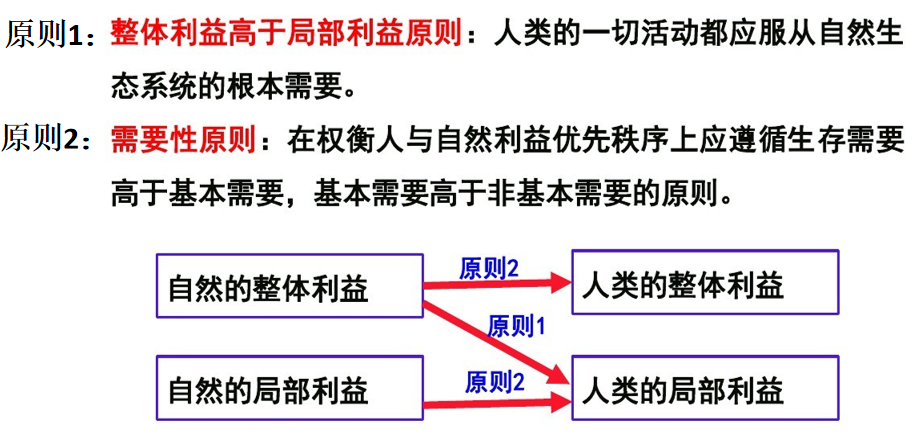 原则1：整体利益高于局部利益原则：人类的一切活动都应服从自然生
态系统的根本需要。
原则2：需要性原则：在权衡人与自然利益优先秩序上应遵循生存需要
高于基本需要，基本需要高于非基本需要的原则。
自然的整体利益
原则2
人类的整体利益
原则1
自然的局部利益
原则2
人类的局部利益